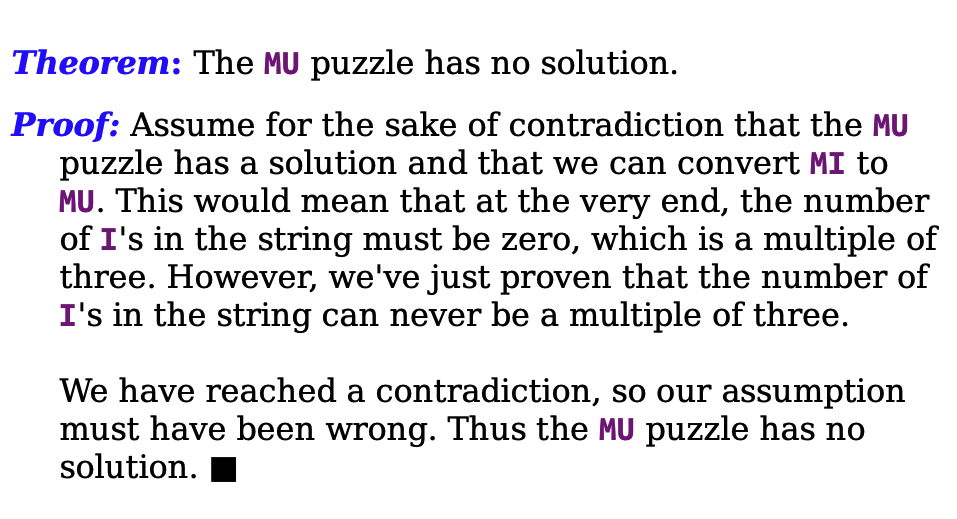 Theorem: The MU puzzle has no solution.
Proof: Assume for the sake of contradiction that the MU
puzzle has a solution and that we can convert MI to
MU. This would mean that at the very end, the number
of I's in the string must be zero, which is a multiple of
three. However, we've just proven that the number of
I's in the string can never be a multiple of three.
We have reached a contradiction, so our assumption
must have been wrong. Thus the MU puzzle has no
solution. ■